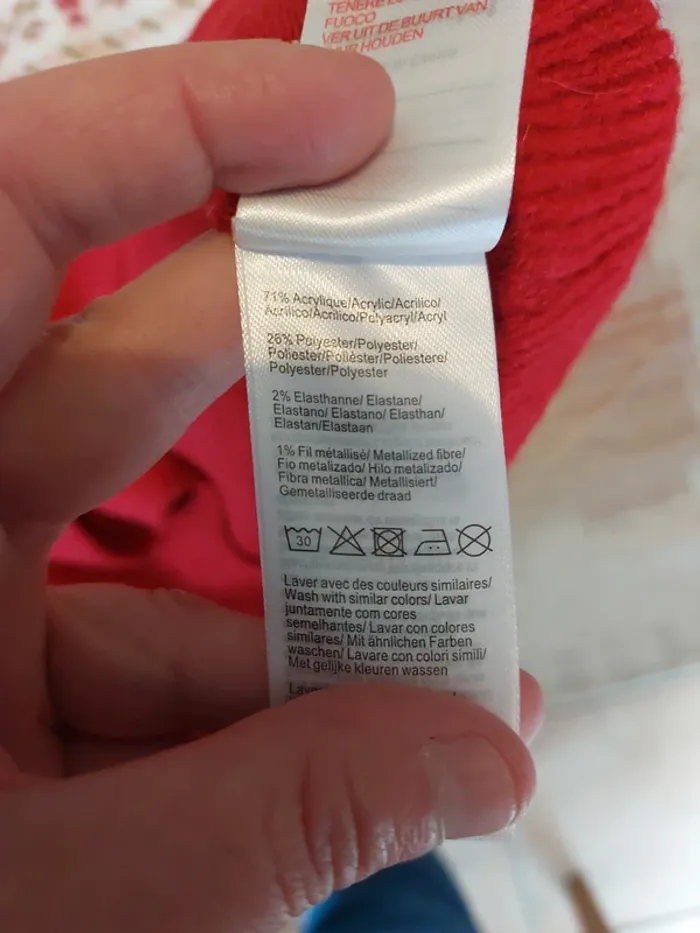 TENERE
FUOCO
VER UIT DE BUURT VAN
HOUDEN
71% Acrylique/Acrylic/Acrilico/
Acrilico/Acrilico/Polyacryl/Acryl
26% Polyester/Polyester/
Poliester/Poliéster/Poliestere/
Polyester/Polyester
2% Elasthanne/ Elastane/
Elastano/ Elastano/ Elasthan/
Elastan/Elastaan
1% Fil métallisé/ Metallized fibre/
Fio metalizado/ Hilo metalizado/
Fibra metallica/ Metallisiert/
Gemetalliseerde draad
30
Laver avec des couleurs similaires/
Wash with similar colors/ Lavar
juntamente com cores
semelhantes/ Lavar con colores
similares/ Mit ähnlichen Farben
waschen/ Lavare con colori simili/
Met gelijke kleuren wassen